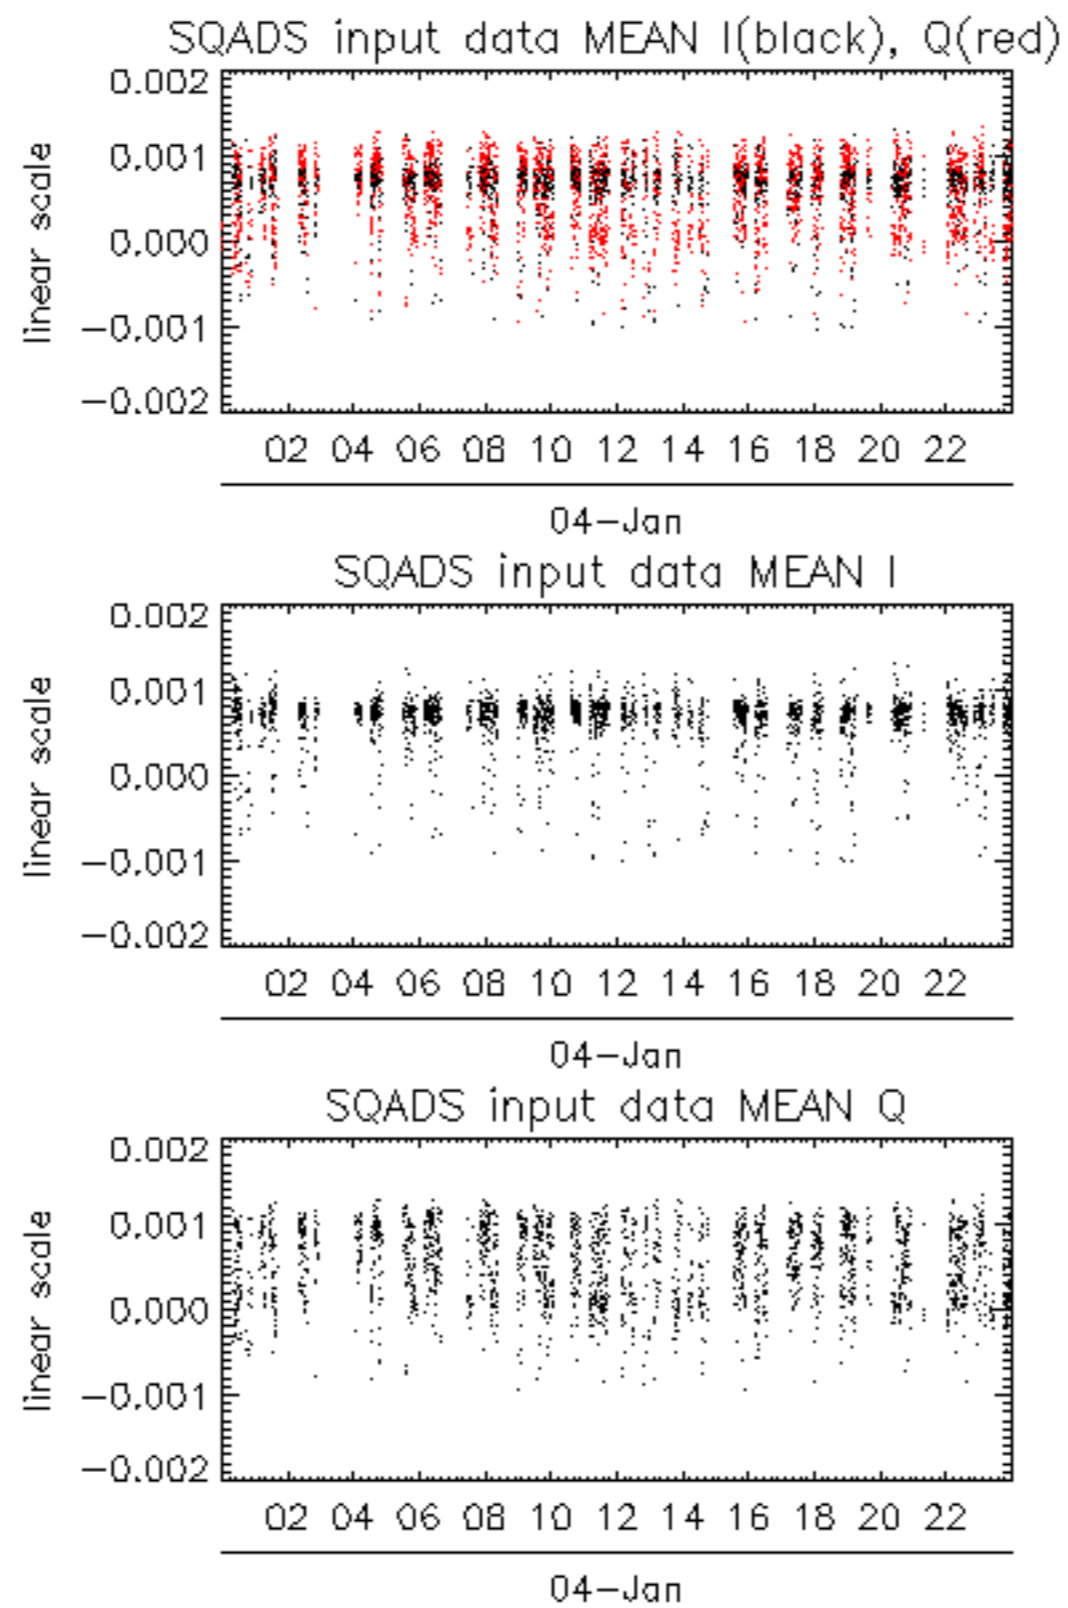 SQADS input data MEAN I(black), Q(red)
0.002
0.001
0.000
−0.001
−0.002
linear scale
02 04 06 08 10 12 14 16 18 20 22
04−Jan
SQADS input data MEAN I
0.002
0.001
0.000
−0.001
−0.002
linear scale
02 04 06 08 10 12 14 16 18 20 22
04−Jan
SQADS input data MEAN Q
0.002
0.001
0.000
−0.001
−0.002
linear scale
02 04 06 08 10 12 14 16 18 20 22
04−Jan